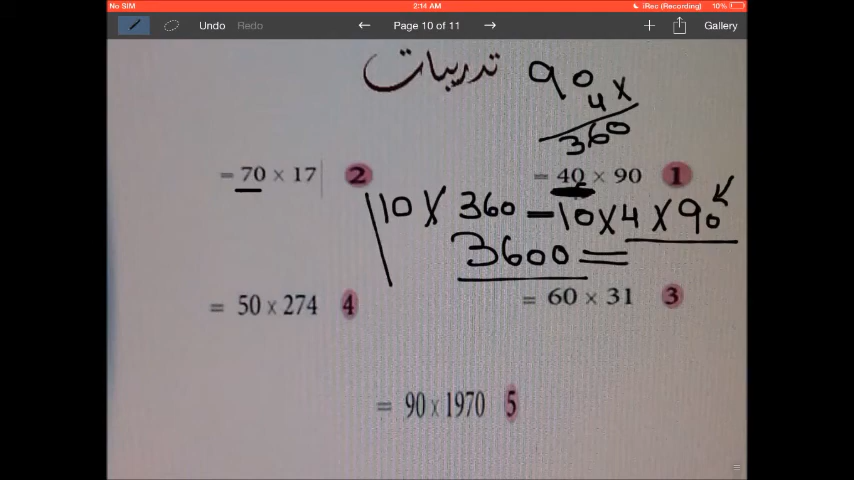 No SIM 2:14 AM iRec (Recording) 10%
Undo Redo Page 10 of 11 Gallery
تدريبات
90
4 x
360
1 90 × 40 =
2 17 × 70 =
90 X 4 X 10 = 360 X 10
= 3600
3 31 × 60 =
4 274 × 50 =
5 1970 × 90 =